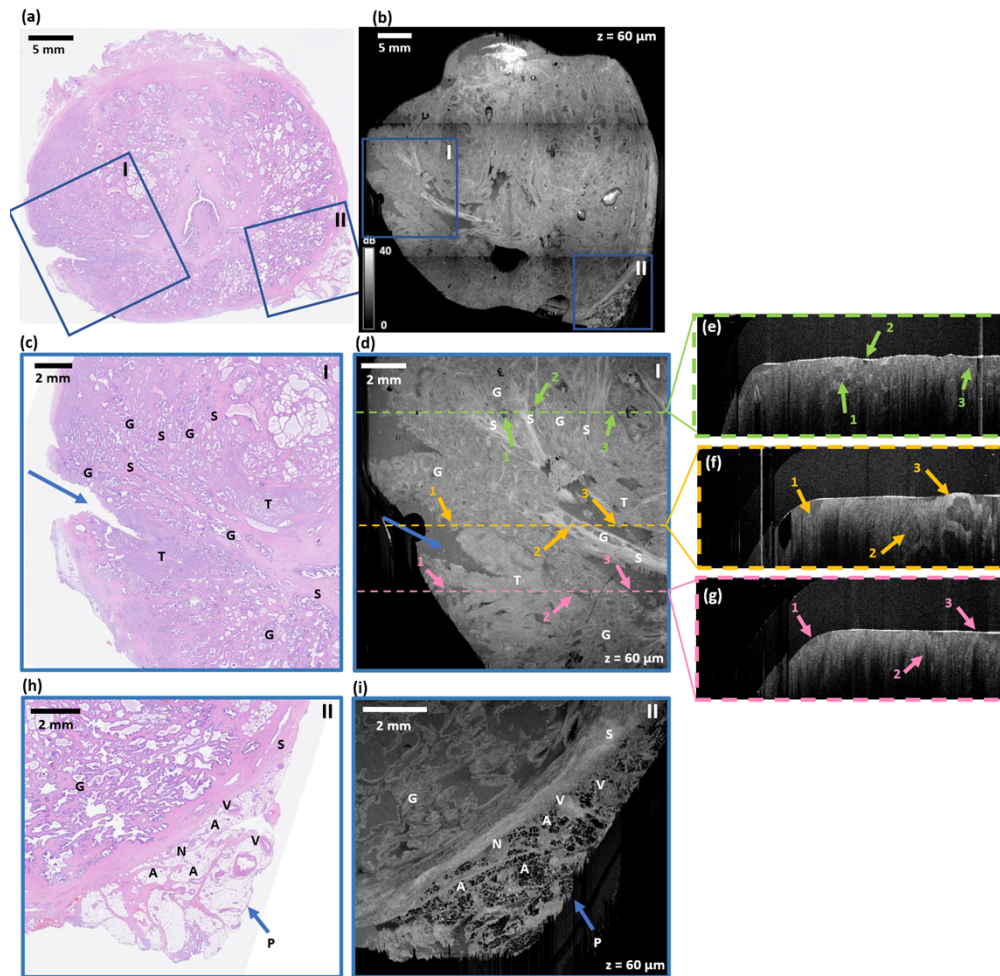 (a)
5 mm
I
II
(b)
5 mm
z = 60 µm
I
II
dB
40
0
(c)
2 mm
I
G
S
G
S
G
S
T
G
T
S
G
(d)
2 mm
I
G
2
S
S
G
S
1
3
G
1
3
T
2
G
S
1
T
3
2
G
z = 60 µm
(e)
2
1
3
(f)
1
3
2
(g)
1
3
2
(h)
2 mm
II
S
G
V
A
V
N
A
A
P
(i)
2 mm
II
S
G
V
V
A
N
A
A
P
z = 60 µm